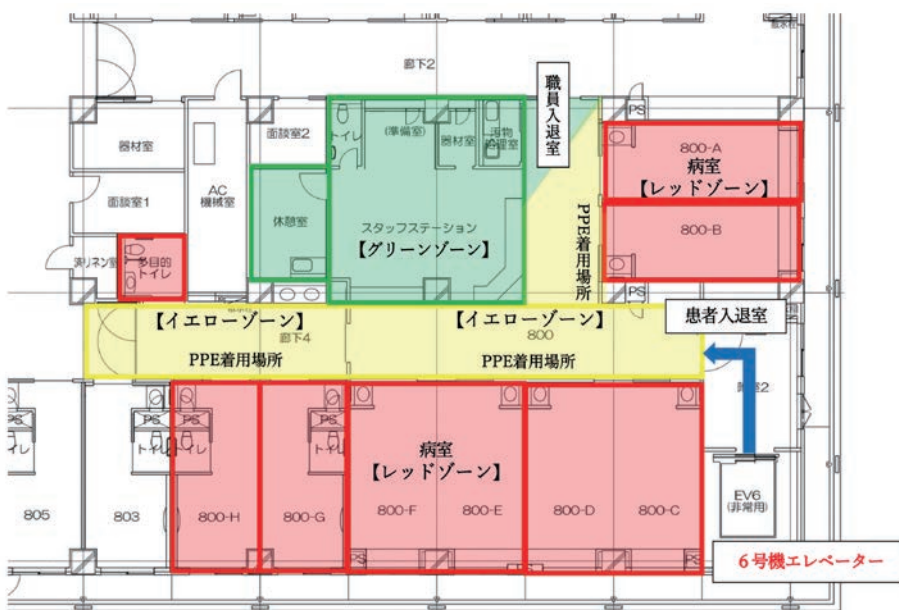 廊下2
職員入退室
PS
器材室
面談室2
トイレ
(準備室)
器材室
汚物
処理室
800-A
病室
【レッドゾーン】
面談室1
AC
機械室
休憩室
スタッフステーション
【グリーンゾーン】
PPE着用場所
800-B
多目的
トイレ
PS
患者入退室
【イエローゾーン】
廊下4
PPE着用場所
【イエローゾーン】
800
PPE着用場所
PS
PS
PS
トイレ
トイレ
トイレ
病室
【レッドゾーン】
805
803
800-H
800-G
800-F
800-E
800-D
800-C
EV6
(非常用)
PS
6号機エレベーター